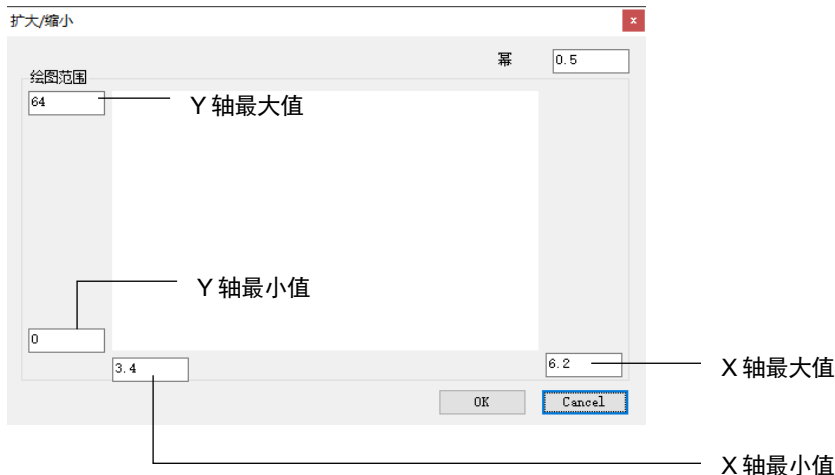 扩大/缩小
x
幂 0.5
绘图范围
64
Y 轴最大值
Y 轴最小值
0
3.4
6.2
X 轴最大值
OK
Cancel
X 轴最小值